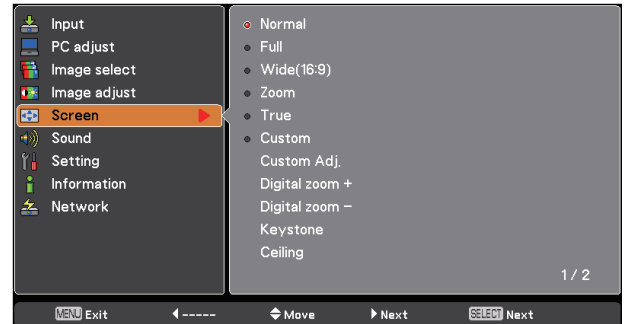 Input
PC adjust
Image select
Image adjust
Screen
Sound
Setting
Information
Network
Normal
Full
Wide(16:9)
Zoom
True
Custom
Custom Adj.
Digital zoom +
Digital zoom –
Keystone
Ceiling
1 / 2
MENU Exit ----- Move Next SELECT Next